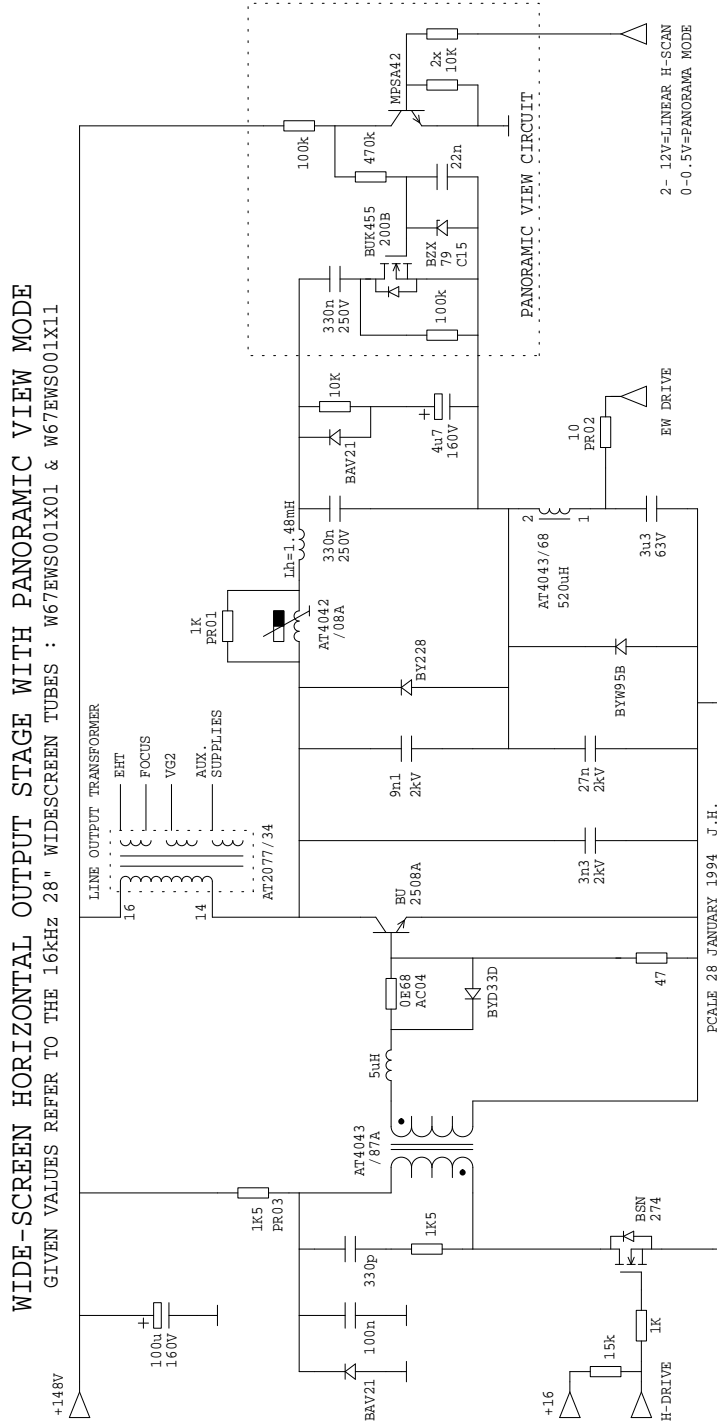 WIDE-SCREEN HORIZONTAL OUTPUT STAGE WITH PANORAMIC VIEW MODE
GIVEN VALUES REFER TO THE 16kHz 28" WIDESCREEN TUBES : W67EWS001X01 & W67EWS001X11
+148V
100u
160V
+
1K5
PR03
BAV21
100n
330p
1K5
AT4043
/87A
5uH
0E68
AC04
BYD33D
47
+16
15k
1K
H-DRIVE
BSN
274
LINE OUTPUT TRANSFORMER
16
14
EHT
FOCUS
VG2
AUX.
SUPPLIES
AT2077/34
BU
2508A
3n3
2kV
9n1
2kV
27n
2kV
BY228
BYW95B
1K
PR01
AT4042
/08A
Lh=1.48mH
330n
250V
BAV21
10K
+
4u7
160V
AT4043/68
520uH
2
1
3u3
63V
10
PR02
EW DRIVE
330n
250V
100k
BUK455
200B
BZX
79
C15
22n
470k
100k
MPSA42
2x
10K
PANORAMIC VIEW CIRCUIT
2- 12V=LINEAR H-SCAN
0-0.5V=PANORAMA MODE
PCALE 28 JANUARY 1994 J.H.